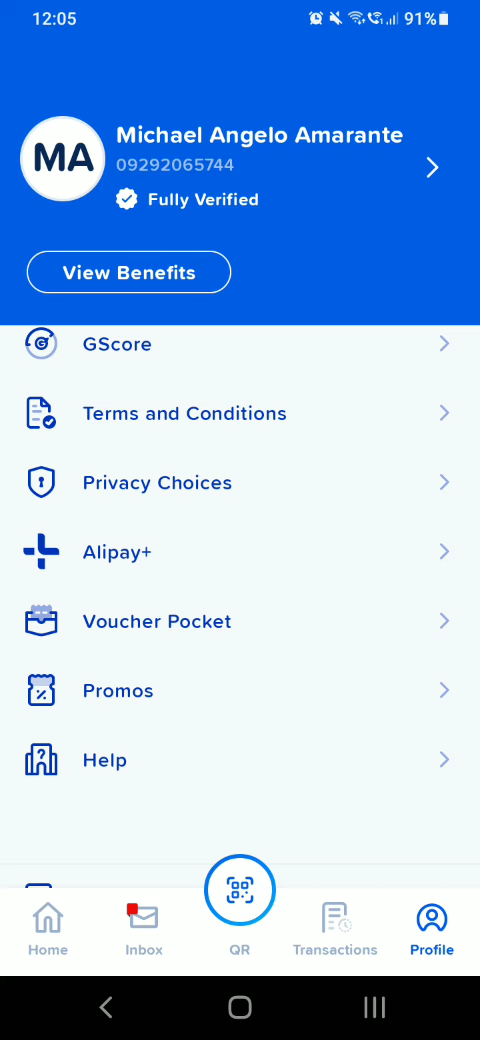 12:05
91%
MA
Michael Angelo Amarante
09292065744
Fully Verified
View Benefits
GScore
Terms and Conditions
Privacy Choices
Alipay+
Voucher Pocket
Promos
Help
Home
Inbox
QR
Transactions
Profile